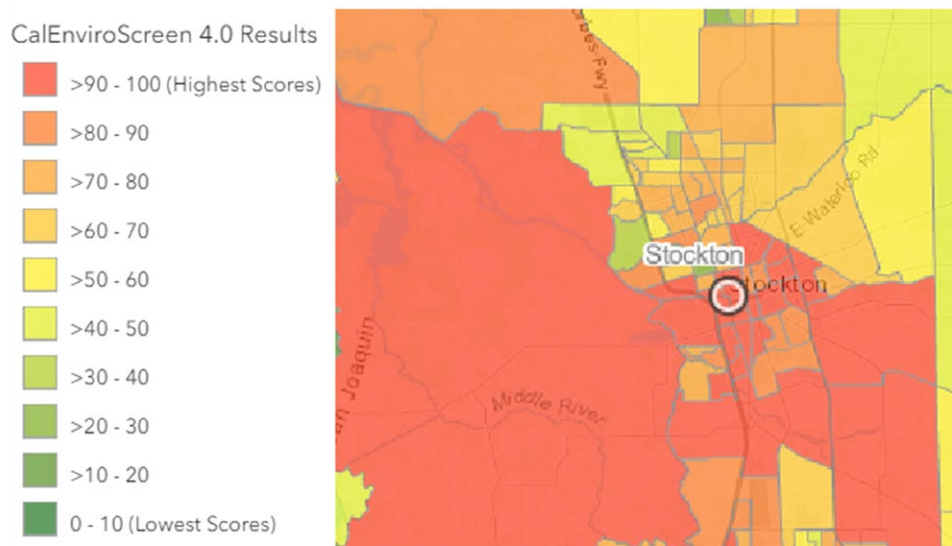 CalEnviroScreen 4.0 Results
>90 - 100 (Highest Scores)
>80 - 90
>70 - 80
>60 - 70
>50 - 60
>40 - 50
>30 - 40
>20 - 30
>10 - 20
0 - 10 (Lowest Scores)
Fwy
E Waterloo Rd
Stockton
Stockton
Joaquin
Middle River